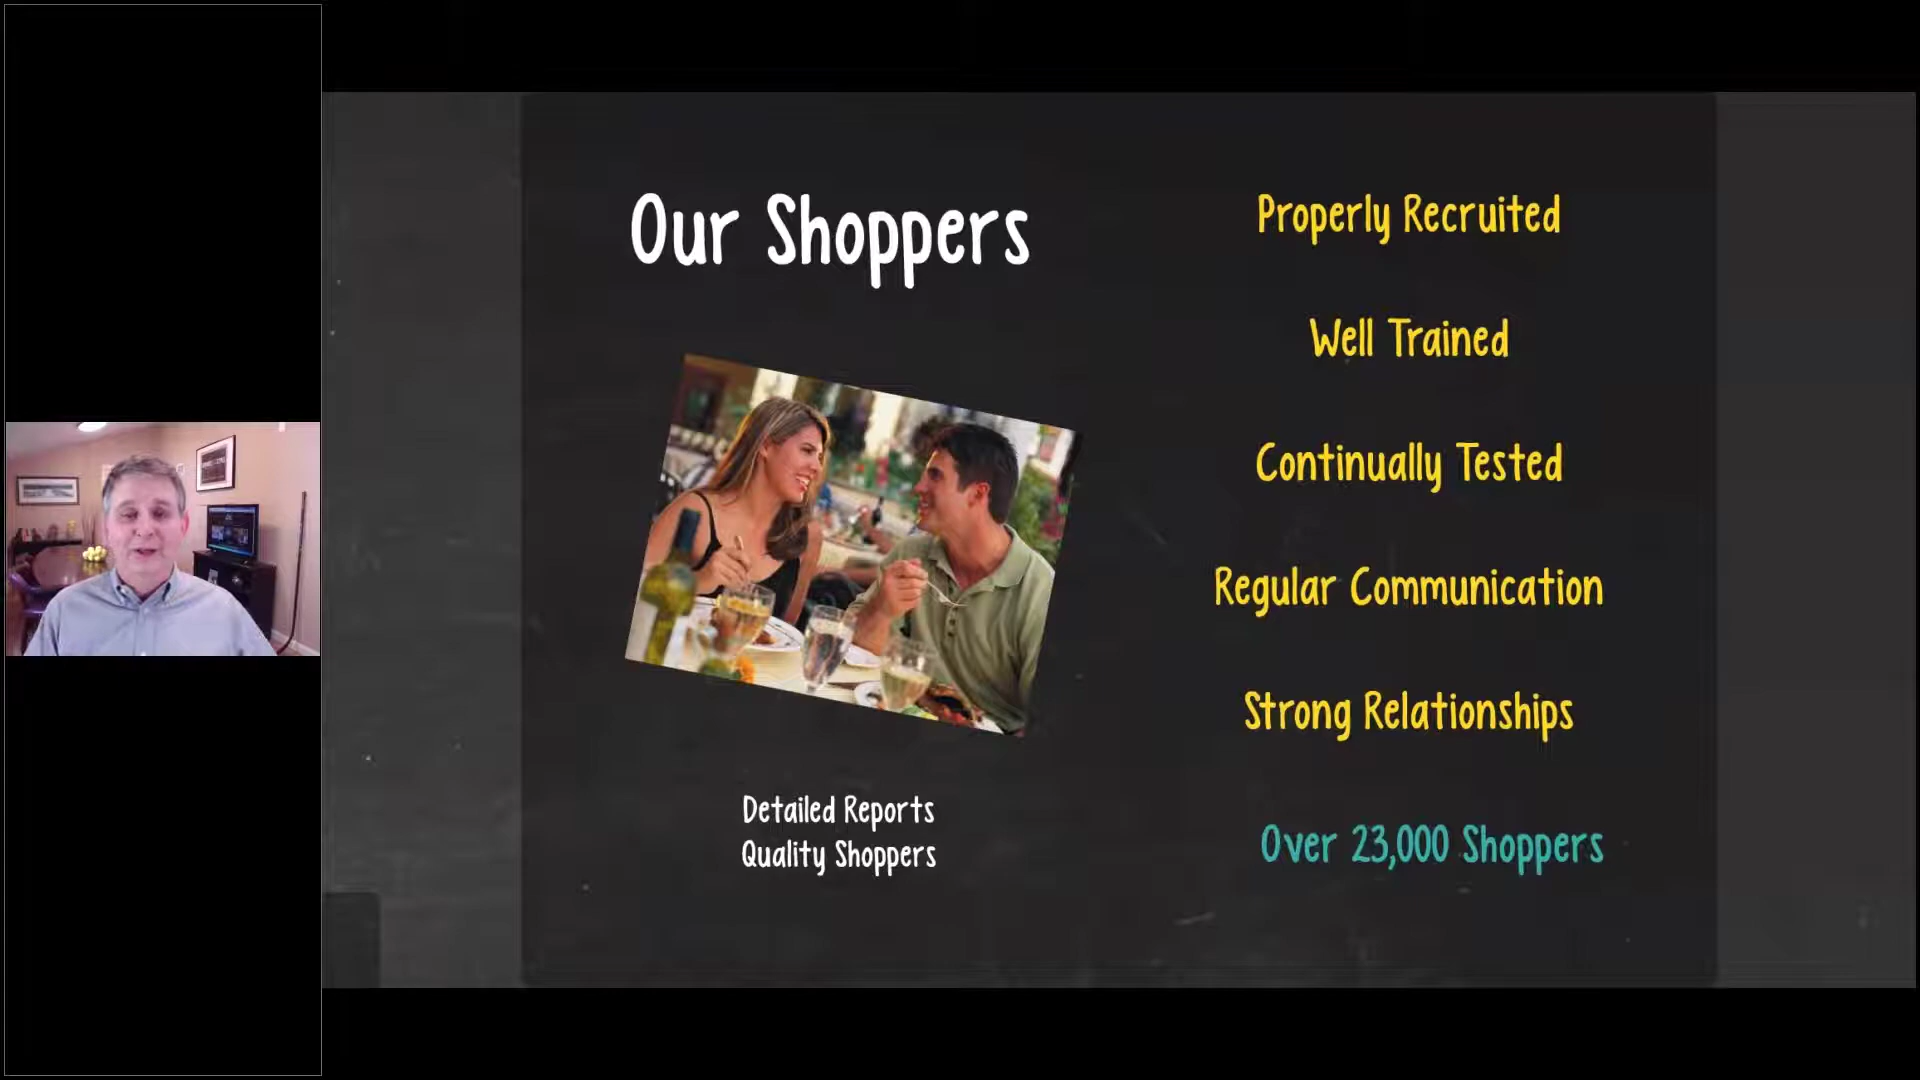 Our Shoppers
Detailed Reports
Quality Shoppers
Properly Recruited
Well Trained
Continually Tested
Regular Communication
Strong Relationships
Over 23,000 Shoppers